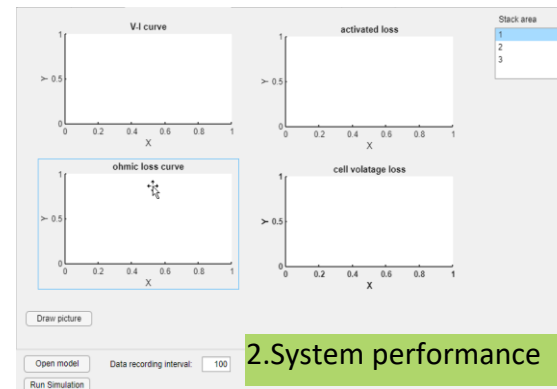 V-I curve
1
0.5
0
0 0.2 0.4 0.6 0.8 1
X
Y
activated loss
1
0.5
0
0 0.2 0.4 0.6 0.8 1
X
Y
Stack area
1
2
3
ohmic loss curve
1
0.5
0
0 0.2 0.4 0.6 0.8 1
X
Y
cell volatage loss
1
0.5
0
0 0.2 0.4 0.6 0.8 1
X
Y
Draw picture
Open model
Data recording interval: 100
Run Simulation
2.System performance